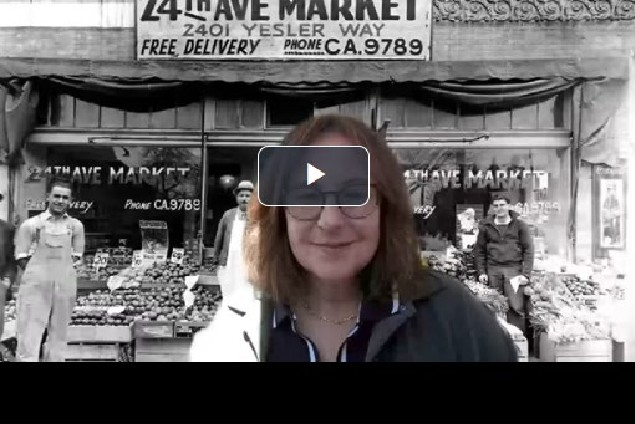 24TH AVE MARKET
2401 YESLER WAY
FREE DELIVERY PHONE CA.9789
24TH AVE MARKET
PHONE CA.9789
4TH AVE MARKET